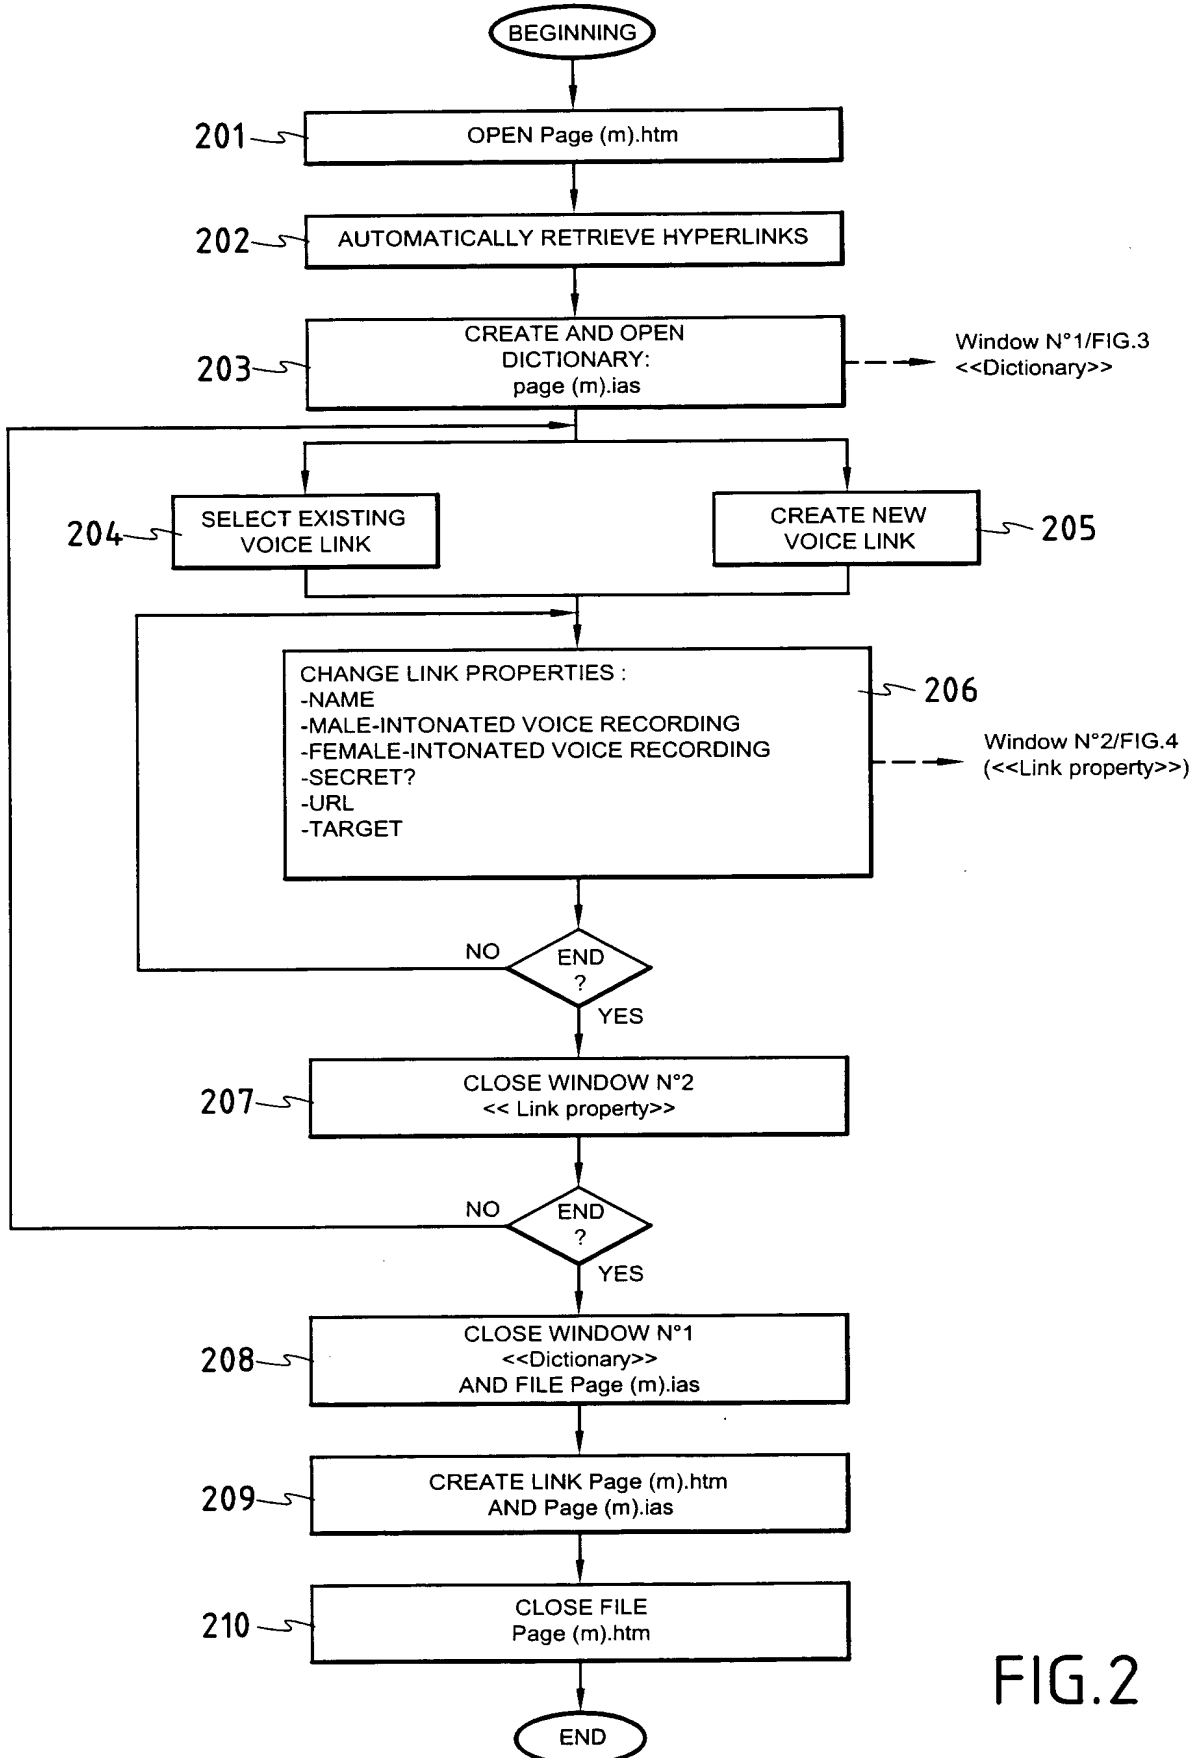 BEGINNING
201
OPEN Page (m).htm
202
AUTOMATICALLY RETRIEVE HYPERLINKS
203
CREATE AND OPEN
DICTIONARY:
page (m).ias
Window N°1/FIG.3
<<Dictionary>>
204
SELECT EXISTING
VOICE LINK
CREATE NEW
VOICE LINK
205
CHANGE LINK PROPERTIES :
-NAME
-MALE-INTONATED VOICE RECORDING
-FEMALE-INTONATED VOICE RECORDING
-SECRET?
-URL
-TARGET
206
Window N°2/FIG.4
(<<Link property>>)
NO
END
?
YES
207
CLOSE WINDOW N°2
<< Link property>>
NO
END
?
YES
208
CLOSE WINDOW N°1
<<Dictionary>>
AND FILE Page (m).ias
209
CREATE LINK Page (m).htm
AND Page (m).ias
210
CLOSE FILE
Page (m).htm
END
FIG.2